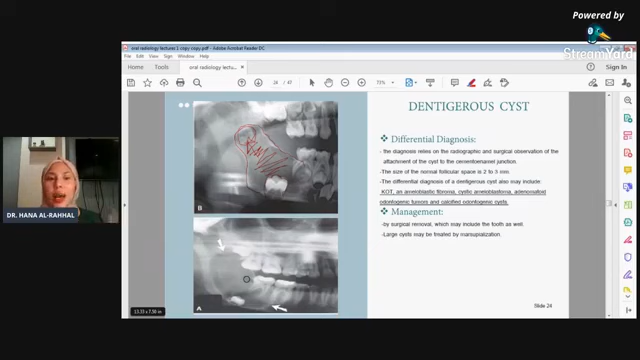 Powered by
StreamYard
oral radiology lectures 1 copy copy.pdf - Adobe Acrobat Reader DC
File Edit View Sign Window Help
Home Tools oral radiology lectu... × Sign In
24 / 47 73%
DENTIGEROUS CYST
Differential Diagnosis:
- the diagnosis relies on the radiographic and surgical observation of the
attachment of the cyst to the cementoenamel junction.
-The size of the normal follicular space is 2 to 3 mm
-The differential diagnosis of a dentigerous cyst also may include:
KOT, an ameloblastic fibroma, cystic ameloblastoma, adenomatoid
odontogenic tumors and calcified odontogenic cysts.
Management:
-by surgical removal, which may include the tooth as well.
-Large cysts may be treated by marsupialization.
B
A
Slide 24
13.33 x 7.50 in
DR. HANA AL-RAHHAL